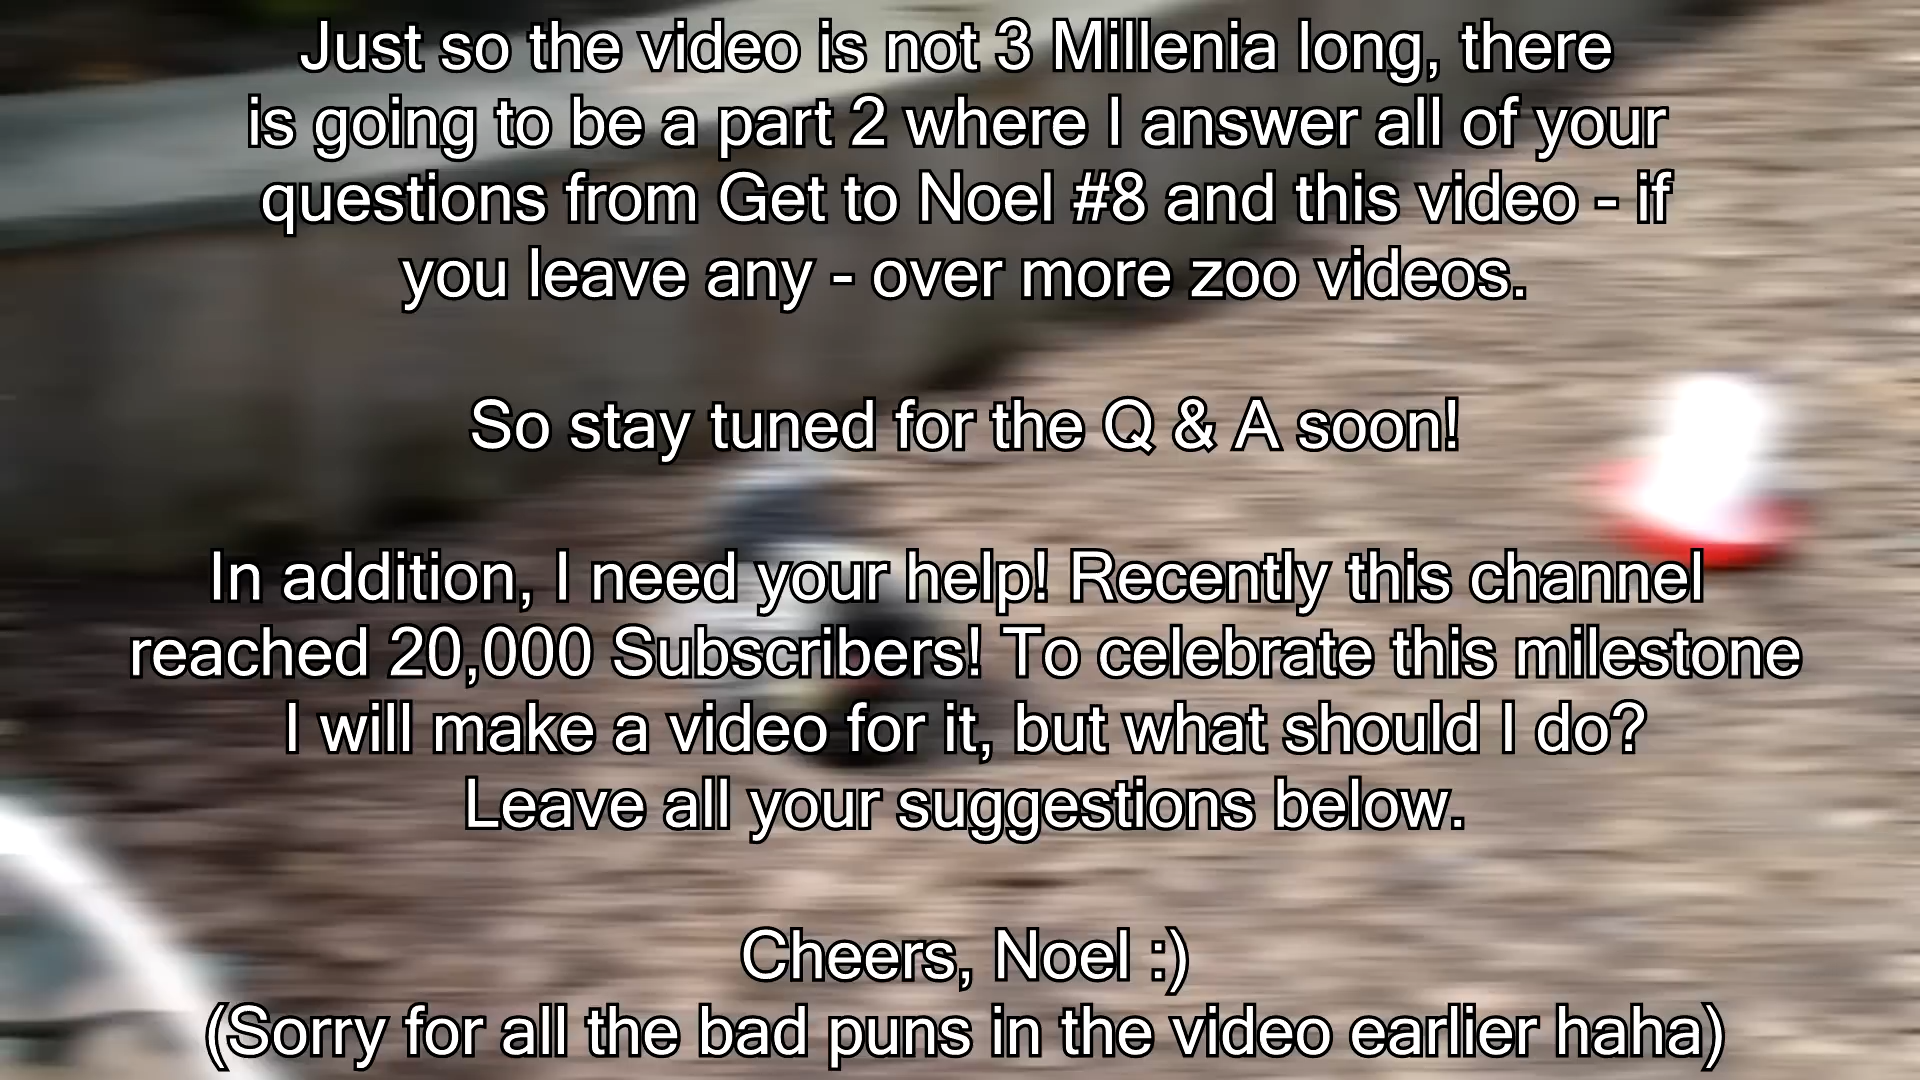 Just so the video is not 3 Millenia long, there
is going to be a part 2 where I answer all of your
questions from Get to Noel #8 and this video - if
you leave any - over more zoo videos.
So stay tuned for the Q & A soon!
In addition, I need your help! Recently this channel
reached 20,000 Subscribers! To celebrate this milestone
I will make a video for it, but what should I do?
Leave all your suggestions below.
Cheers, Noel :)
(Sorry for all the bad puns in the video earlier haha)